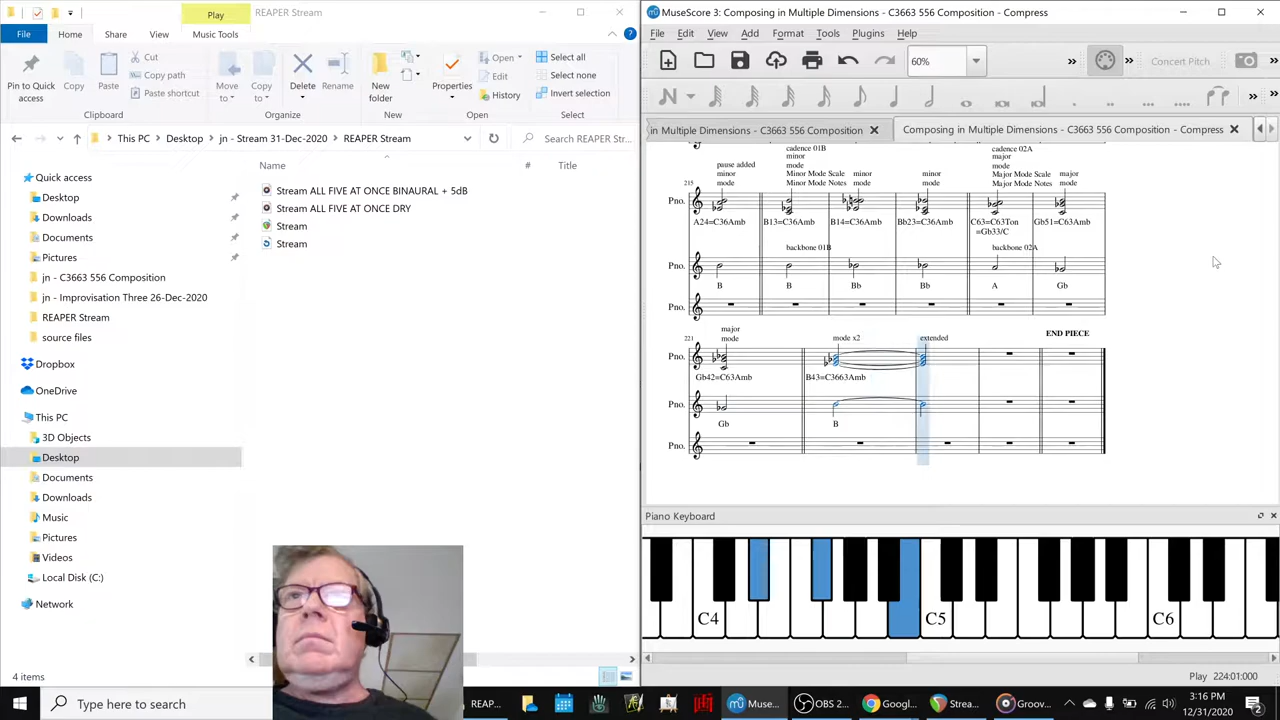 Play
REAPER Stream
File
Home
Share
View
Music Tools
Pin to Quick access
Copy
Paste
Cut
Copy path
Paste shortcut
Clipboard
Move to
Copy to
Delete
Rename
Organize
New folder
New
Properties
Open
Edit
History
Open
Select all
Select none
Invert selection
Select
This PC
Desktop
jn - Stream 31-Dec-2020
REAPER Stream
Search REAPER Str...
Name
#
Title
Quick access
Desktop
Downloads
Documents
Pictures
jn - C3663 556 Composition
jn - Improvisation Three 26-Dec-2020
REAPER Stream
source files
Dropbox
OneDrive
This PC
3D Objects
Desktop
Documents
Downloads
Music
Pictures
Videos
Local Disk (C:)
Network
Stream ALL FIVE AT ONCE BINAURAL + 5dB
Stream ALL FIVE AT ONCE DRY
Stream
Stream
4 items
MuseScore 3: Composing in Multiple Dimensions - C3663 556 Composition - Compress
File Edit View Add Format Tools Plugins Help
60%
Concert Pitch
in Multiple Dimensions - C3663 556 Composition
Composing in Multiple Dimensions - C3663 556 Composition - Compress
pause added
minor
mode
cadence 01B
minor
mode
Minor Mode Scale
Minor Mode Notes
minor
mode
minor
mode
cadence 02A
major
mode
Major Mode Scale
Major Mode Notes
major
mode
215
Pno.
A24=C36Amb
B13=C36Amb
B14=C36Amb
Bb23=C36Amb
C63=C63Ton
=Gb33/C
Gb51=C63Amb
backbone 01B
backbone 02A
Pno.
B
B
Bb
Bb
A
Gb
Pno.
221
major
mode
mode x2
extended
END PIECE
Pno.
Gb42=C63Amb
B43=C3663Amb
Pno.
Gb
B
Pno.
Piano Keyboard
C4
C5
C6
Play 224:01:000
Type here to search
REAP...
Muse...
OBS 2...
Googl...
Strea...
Groov...
3:16 PM
12/31/2020
2